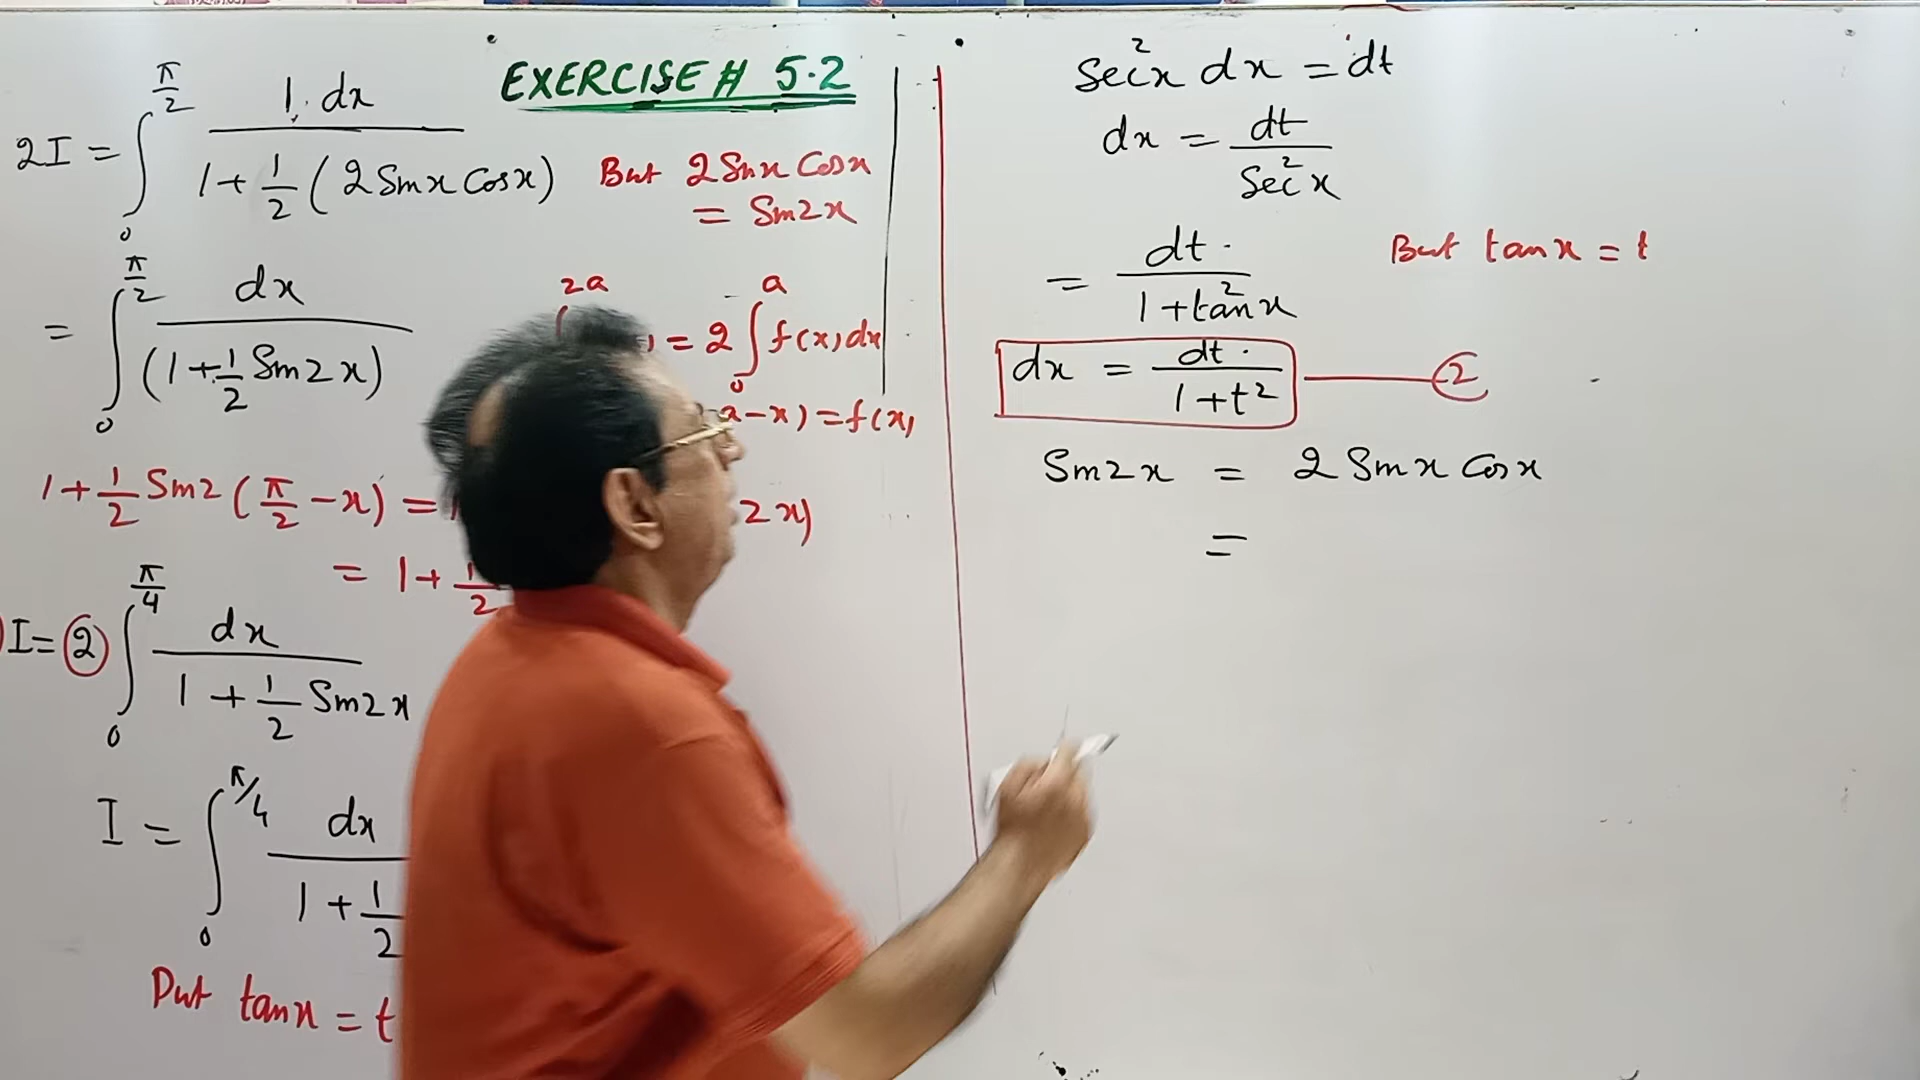 EXERCISE # 5.2
2I = ∫₀^{π/2} 1. dx / (1 + 1/2 (2 Sinx Cosx))
But 2 Sinx Cosx
= Sin2x
= ∫₀^{π/2} dx / (1 + 1/2 Sin2x)
2a
= 2 ∫₀^{a} f(x) dx
a - x) = f(x)
1 + 1/2 Sin2 (π/2 - x) =
2x)
= 1 + 1/2
I = 2 ∫₀^{π/4} dx / (1 + 1/2 Sin2x)
I = ∫₀^{π/4} dx / (1 + 1/2
Put tanx = t
Sec²x dx = dt
dx = dt / Sec²x
= dt / (1 + tan²x)
But tanx = t
dx = dt / (1 + t²) —— 2
Sin2x = 2 Sinx Cosx
=